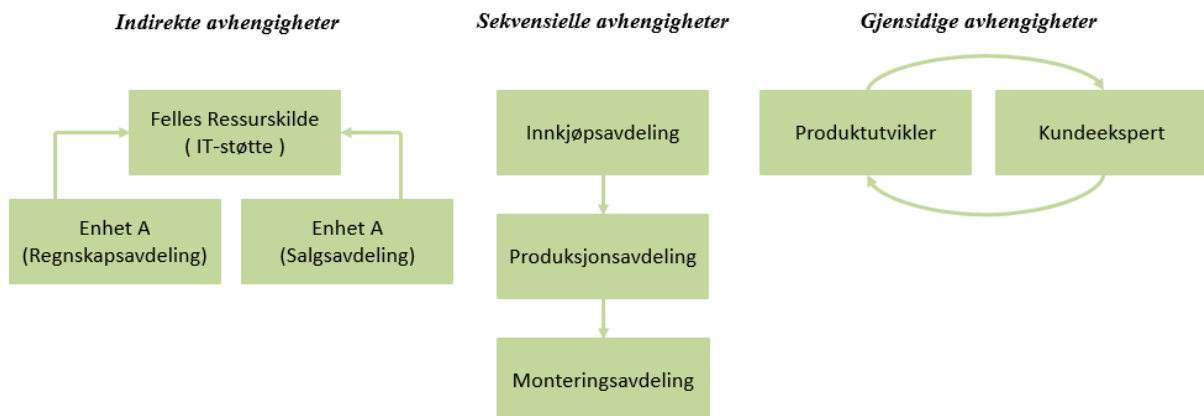 Indirekte avhengigheter
Felles Ressurskilde
( IT-støtte )
Enhet A
(Regnskapsavdeling)
Enhet A
(Salgsavdeling)
Sekvensielle avhengigheter
Innkjøpsavdeling
Produksjonsavdeling
Monteringsavdeling
Gjensidige avhengigheter
Produktutvikler
Kundeekspert